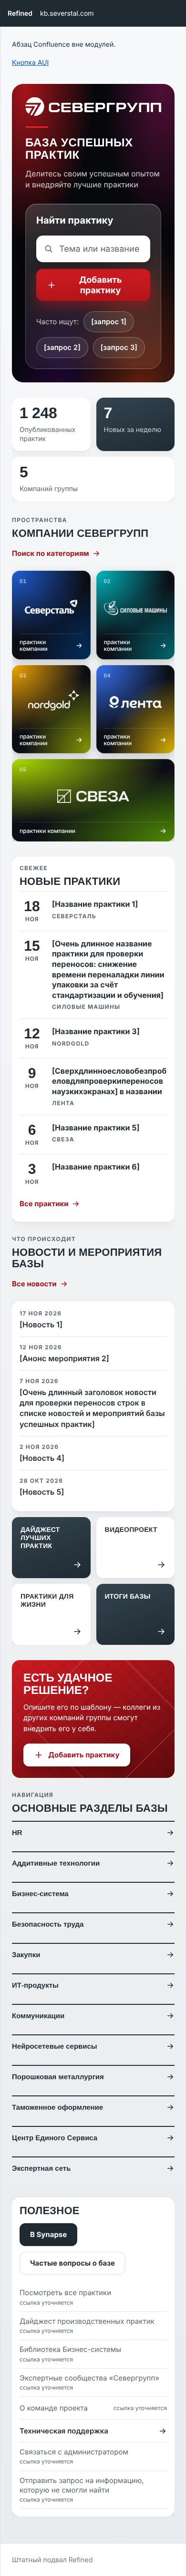 Refined kb.severstal.com
Абзац Confluence вне модулей.
Кнопка AUI
СЕВЕРГРУПП
БАЗА УСПЕШНЫХ
ПРАКТИК
Делитесь своим успешным опытом
и внедряйте лучшие практики
Найти практику
Тема или название
Добавить
практику
Часто ищут: [запрос 1]
[запрос 2] [запрос 3]
1 248
Опубликованных
практик
7
Новых за неделю
5
Компаний группы
ПРОСТРАНСТВА
КОМПАНИИ СЕВЕРГРУПП
Поиск по категориям
01
Северсталь
практики
компании
02
СИЛОВЫЕ МАШИНЫ
практики
компании
03
nordgold
практики
компании
04
лента
практики
компании
05
СВЕЗА
практики компании
СВЕЖЕЕ
НОВЫЕ ПРАКТИКИ
18
НОЯ
[Название практики 1]
СЕВЕРСТАЛЬ
15
НОЯ
[Очень длинное название
практики для проверки
переносов: снижение
времени переналадки линии
упаковки за счёт
стандартизации и обучения]
СИЛОВЫЕ МАШИНЫ
12
НОЯ
[Название практики 3]
NORDGOLD
9
НОЯ
[Сверхдлинноесловобезпроб
еловдляпроверкипереносов
наузкихэкранах] в названии
ЛЕНТА
6
НОЯ
[Название практики 5]
СВЕЗА
3
НОЯ
[Название практики 6]
Все практики
ЧТО ПРОИСХОДИТ
НОВОСТИ И МЕРОПРИЯТИЯ
БАЗЫ
Все новости
17 НОЯ 2026
[Новость 1]
12 НОЯ 2026
[Анонс мероприятия 2]
7 НОЯ 2026
[Очень длинный заголовок новости
для проверки переносов строк в
списке новостей и мероприятий базы
успешных практик]
2 НОЯ 2026
[Новость 4]
28 ОКТ 2026
[Новость 5]
ДАЙДЖЕСТ
ЛУЧШИХ
ПРАКТИК
ВИДЕОПРОЕКТ
ПРАКТИКИ ДЛЯ
ЖИЗНИ
ИТОГИ БАЗЫ
ЕСТЬ УДАЧНОЕ
РЕШЕНИЕ?
Опишите его по шаблону — коллеги из
других компаний группы смогут
внедрить его у себя.
Добавить практику
НАВИГАЦИЯ
ОСНОВНЫЕ РАЗДЕЛЫ БАЗЫ
HR
Аддитивные технологии
Бизнес-система
Безопасность труда
Закупки
ИТ-продукты
Коммуникации
Нейросетевые сервисы
Порошковая металлургия
Таможенное оформление
Центр Единого Сервиса
Экспертная сеть
ПОЛЕЗНОЕ
В Synapse
Частые вопросы о базе
Посмотреть все практики
ссылка уточняется
Дайджест производственных практик
ссылка уточняется
Библиотека Бизнес-системы
ссылка уточняется
Экспертные сообщества «Севергрупп»
ссылка уточняется
О команде проекта ссылка уточняется
Техническая поддержка
Связаться с администратором
ссылка уточняется
Отправить запрос на информацию,
которую не смогли найти
ссылка уточняется
Штатный подвал Refined